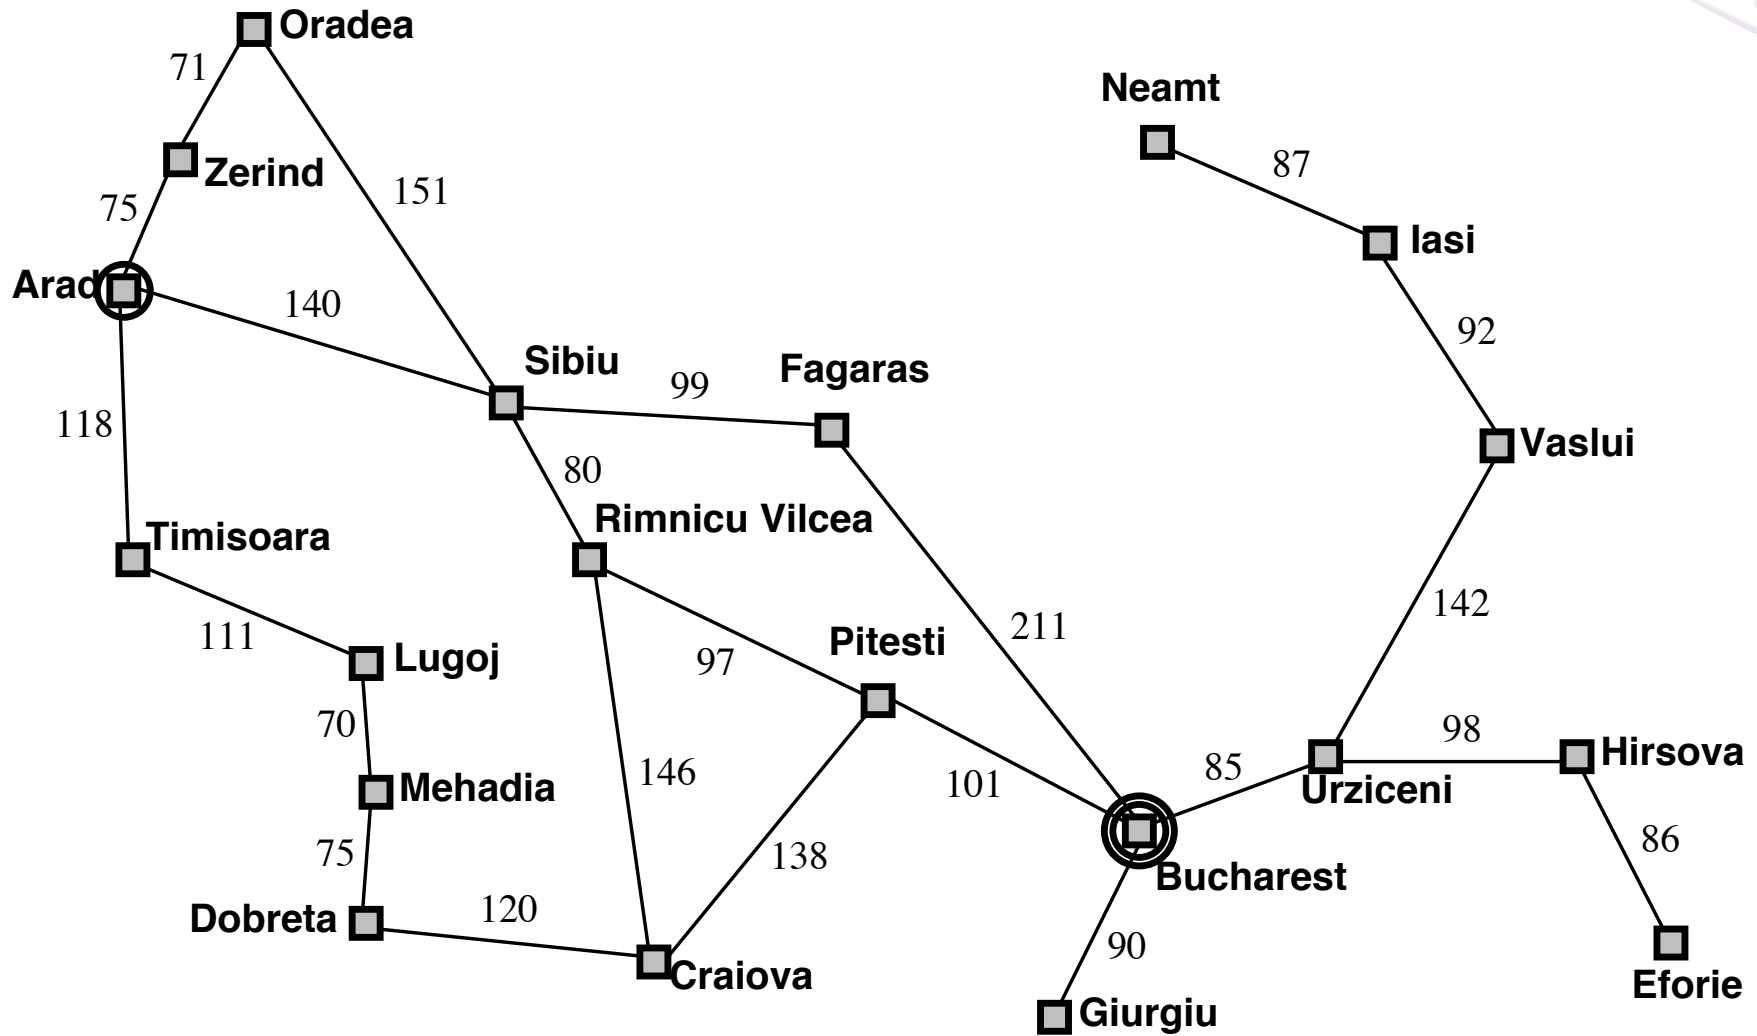 Oradea
71
Neamt
87
Zerind
151
75
Iasi
Arad
140
92
Sibiu
99
Fagaras
118
Vaslui
80
Rimnicu Vilcea
Timisoara
142
211
111
Pitesti
Lugoj
97
70
98
Hirsova
146
85
Mehadia
101
Urziceni
75
138
86
Bucharest
120
Dobreta
90
Craiova
Eforie
Giurgiu